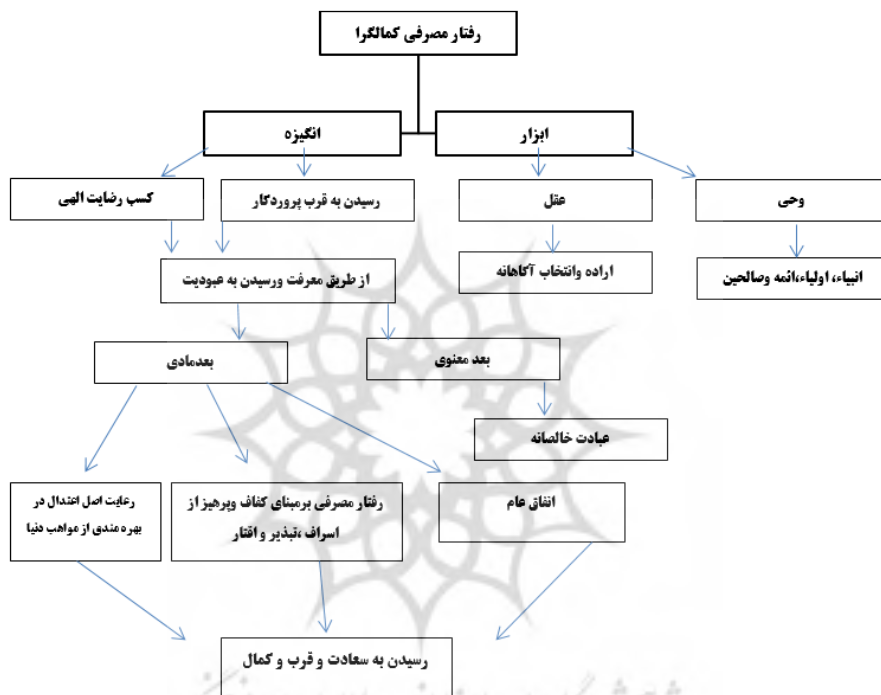 رفتار مصرفی کمالگرا
ابزار
انگیزه
وحی
عقل
رسیدن به قرب پروردگار
کسب رضایت الهی
انبیاء، اولیاء،ائمه وصالحین
اراده وانتخاب آگاهانه
از طریق معرفت ورسیدن به عبودیت
بعد معنوی
بعدمادی
عبادت خالصانه
انفاق عام
رفتار مصرفی برمبنای کفاف وپرهیز از
اسراف ،تبذیر و اقتار
رعایت اصل اعتدال در
بهره مندی از مواهب دنیا
رسیدن به سعادت و قرب و کمال